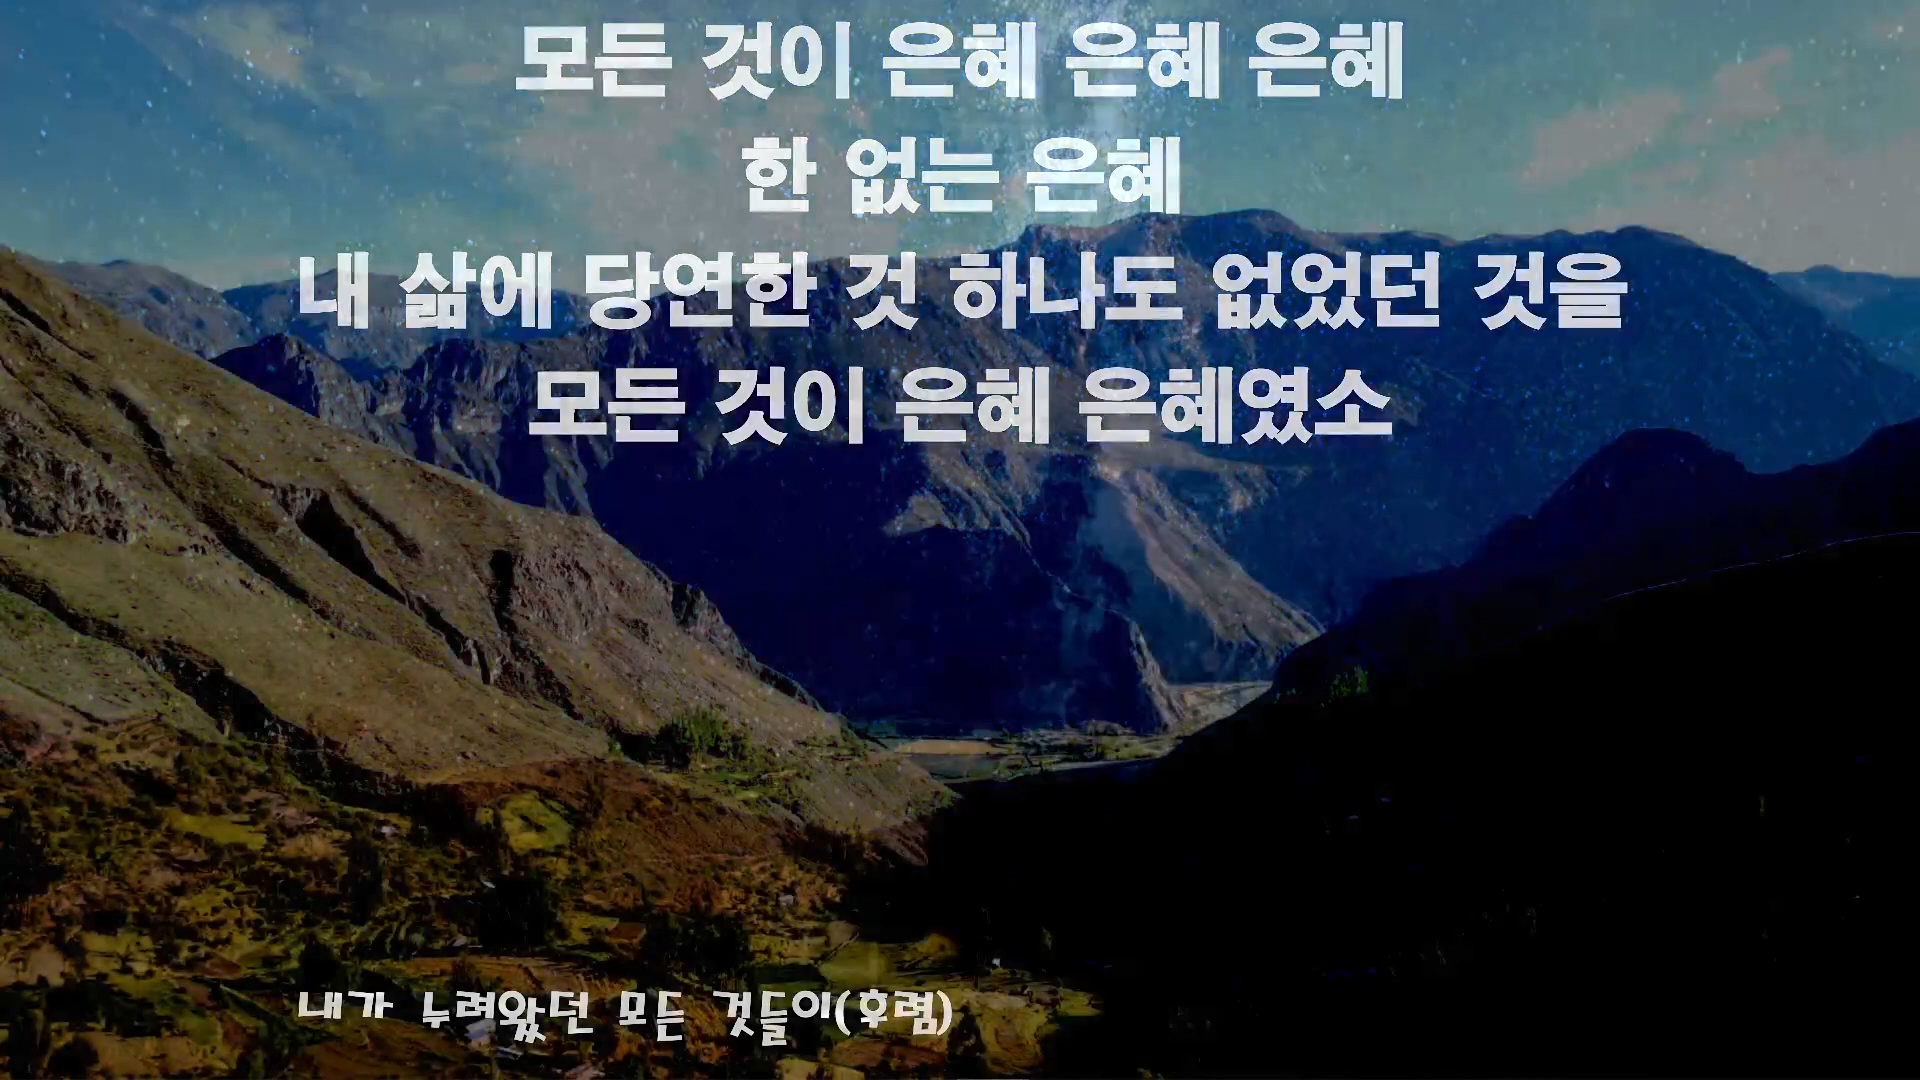 모든 것이 은혜 은혜 은혜
한 없는 은혜
내 삶에 당연한 것 하나도 없었던 것을
모든 것이 은혜 은혜였소
내가 누려왔던 모든 것들이(후렴)